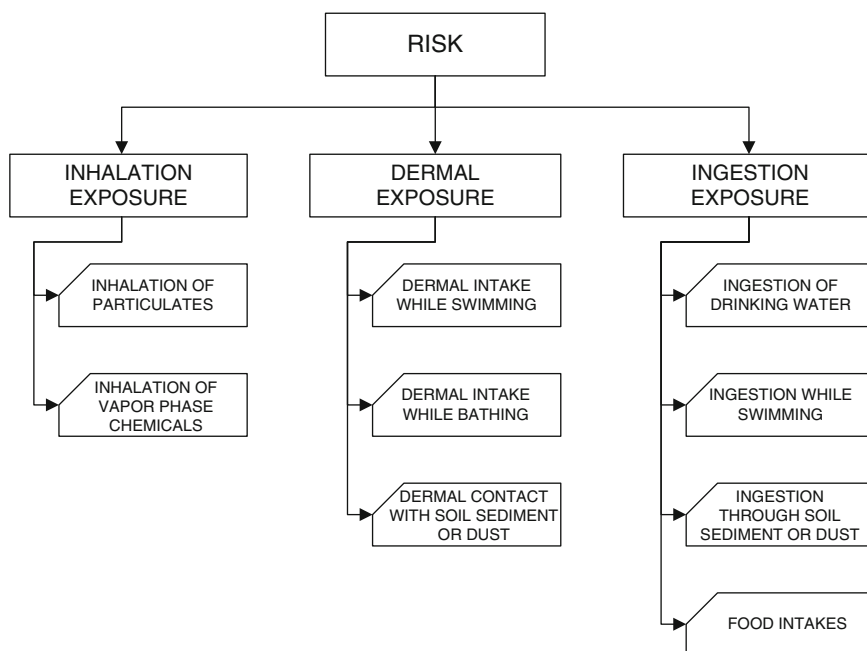 RISK
INHALATION
EXPOSURE
DERMAL
EXPOSURE
INGESTION
EXPOSURE
INHALATION OF
PARTICULATES
INHALATION OF
VAPOR PHASE
CHEMICALS
DERMAL INTAKE
WHILE SWIMMING
DERMAL INTAKE
WHILE BATHING
DERMAL CONTACT
WITH SOIL SEDIMENT
OR DUST
INGESTION OF
DRINKING WATER
INGESTION WHILE
SWIMMING
INGESTION
THROUGH SOIL
SEDIMENT OR DUST
FOOD INTAKES